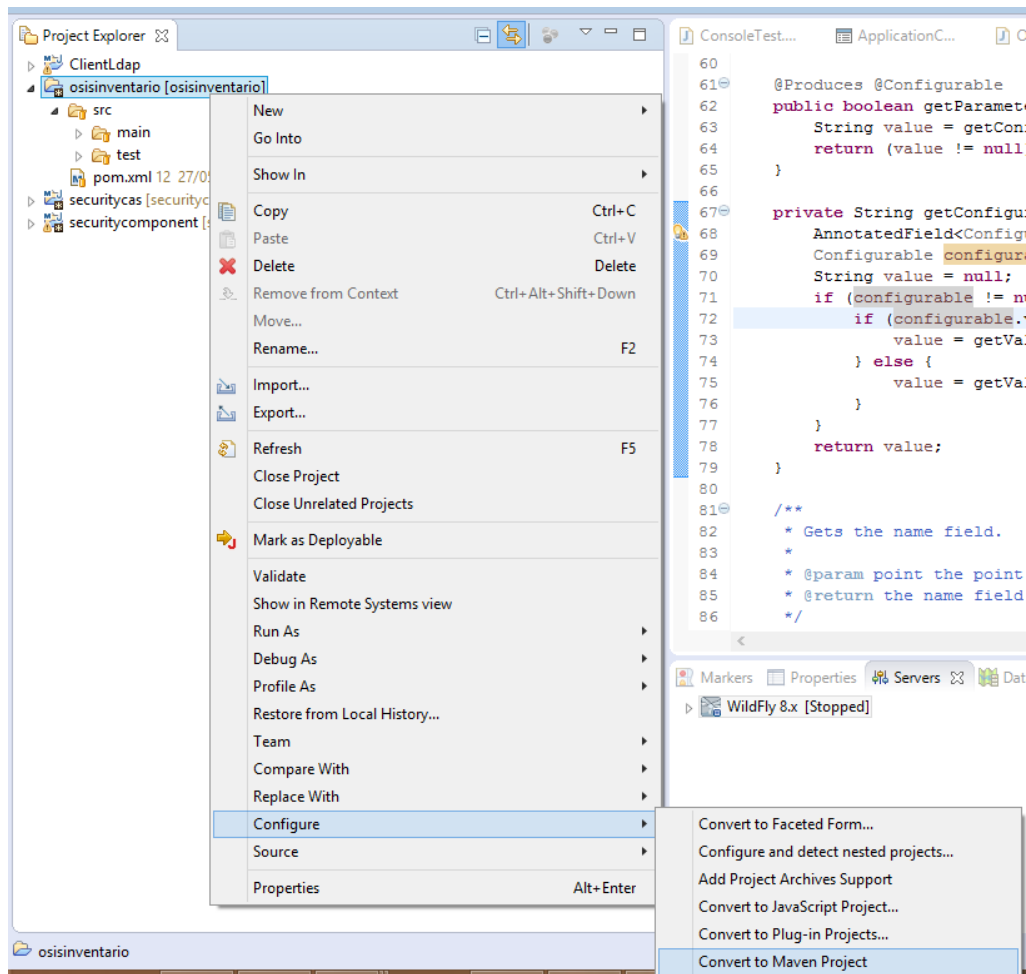 Project Explorer
ClientLdap
osisinventario [osisinventario]
src
main
test
pom.xml 12 27/0
securitycas [securityc
securitycomponent [s
New
Go Into
Show In
Copy Ctrl+C
Paste Ctrl+V
Delete Delete
Remove from Context Ctrl+Alt+Shift+Down
Move...
Rename... F2
Import...
Export...
Refresh F5
Close Project
Close Unrelated Projects
Mark as Deployable
Validate
Show in Remote Systems view
Run As
Debug As
Profile As
Restore from Local History...
Team
Compare With
Replace With
Configure
Source
Properties Alt+Enter
Convert to Faceted Form...
Configure and detect nested projects...
Add Project Archives Support
Convert to JavaScript Project...
Convert to Plug-in Projects...
Convert to Maven Project
osisinventario
ConsoleTest.... ApplicationC...
60
61 @Produces @Configurable
62 public boolean getParamete
63 String value = getCon
64 return (value != null
65 }
66
67 private String getConfigu
68 AnnotatedField<Config
69 Configurable configura
70 String value = null;
71 if (configurable != nu
72 if (configurable.
73 value = getVal
74 } else {
75 value = getVal
76 }
77 }
78 return value;
79 }
80
81 /**
82 * Gets the name field.
83 *
84 * @param point the point
85 * @return the name field
86 */
Markers Properties Servers Dat
WildFly 8.x [Stopped]